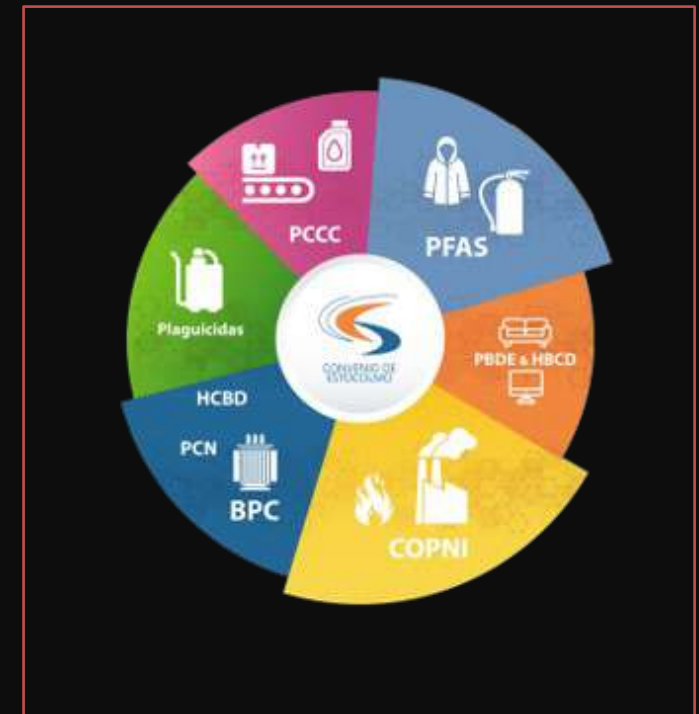 PCCC
PFAS
Plaguicidas
PBDE & HBCD
CONVENIO DE
ESTOCOLMO
HCBD
PCN
BPC
COPNI